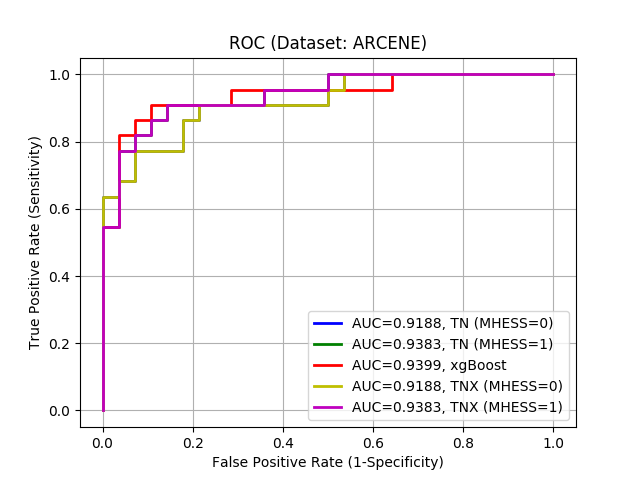 ROC (Dataset: ARCENE)
True Positive Rate (Sensitivity)
1.0
0.8
0.6
0.4
0.2
0.0
AUC=0.9188, TN (MHESS=0)
AUC=0.9383, TN (MHESS=1)
AUC=0.9399, xgBoost
AUC=0.9188, TNX (MHESS=0)
AUC=0.9383, TNX (MHESS=1)
0.0 0.2 0.4 0.6 0.8 1.0
False Positive Rate (1-Specificity)